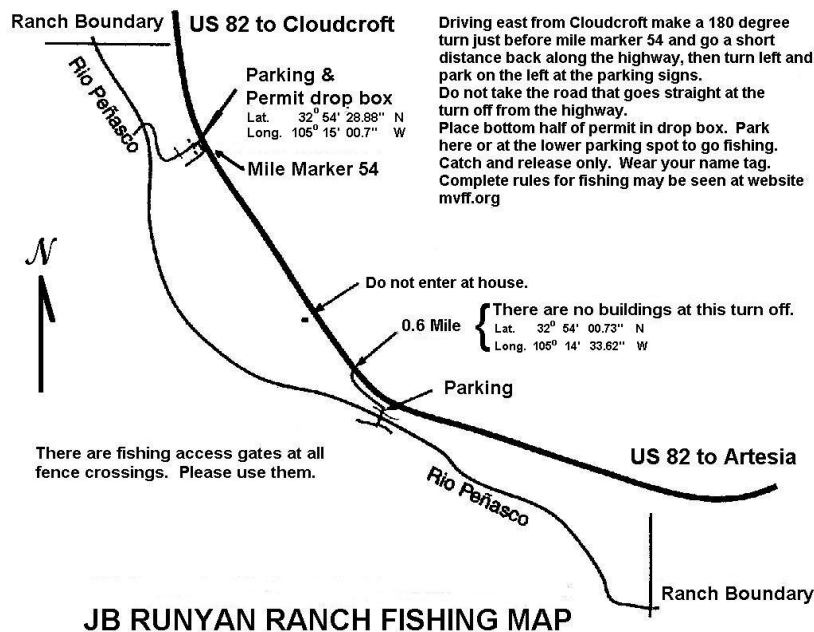 Ranch Boundary
US 82 to Cloudcroft
Driving east from Cloudcroft make a 180 degree
turn just before mile marker 54 and go a short
distance back along the highway, then turn left and
park on the left at the parking signs.
Do not take the road that goes straight at the
turn off from the highway.
Place bottom half of permit in drop box. Park
here or at the lower parking spot to go fishing.
Catch and release only. Wear your name tag.
Complete rules for fishing may be seen at website
mvff.org
Rio Peñasco
Parking &
Permit drop box
Lat. 32° 54' 28.88" N
Long. 105° 15' 00.7" W
Mile Marker 54
N
Do not enter at house.
0.6 Mile
There are no buildings at this turn off.
Lat. 32° 54' 00.73" N
Long. 105° 14' 33.62" W
Parking
There are fishing access gates at all
fence crossings. Please use them.
US 82 to Artesia
Rio Peñasco
Ranch Boundary
JB RUNYAN RANCH FISHING MAP